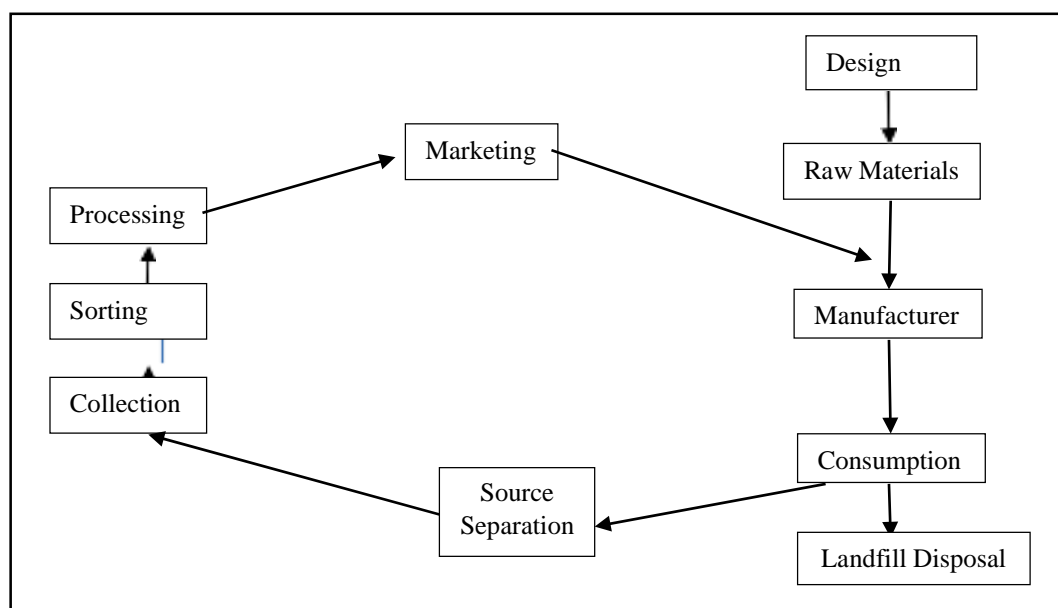 Design
Marketing
Raw Materials
Processing
Sorting
Manufacturer
Collection
Consumption
Source
Separation
Landfill Disposal